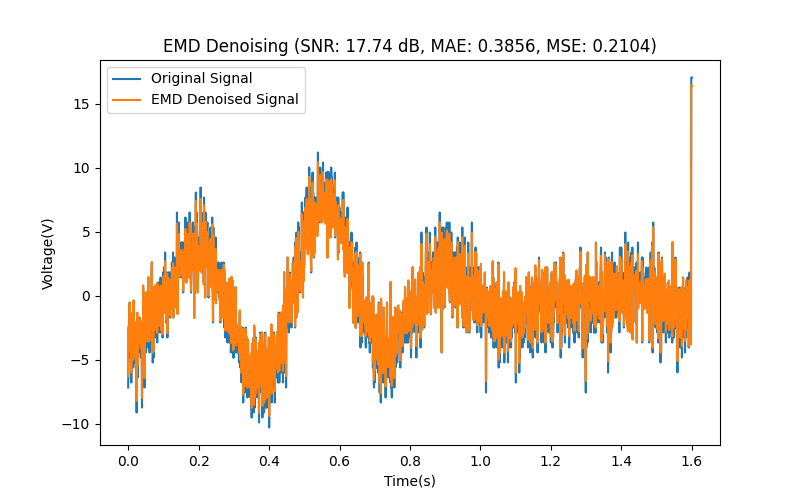 EMD Denoising (SNR: 17.74 dB, MAE: 0.3856, MSE: 0.2104)
Original Signal
EMD Denoised Signal
Voltage(V)
15
10
5
0
−5
−10
0.0 0.2 0.4 0.6 0.8 1.0 1.2 1.4 1.6
Time(s)